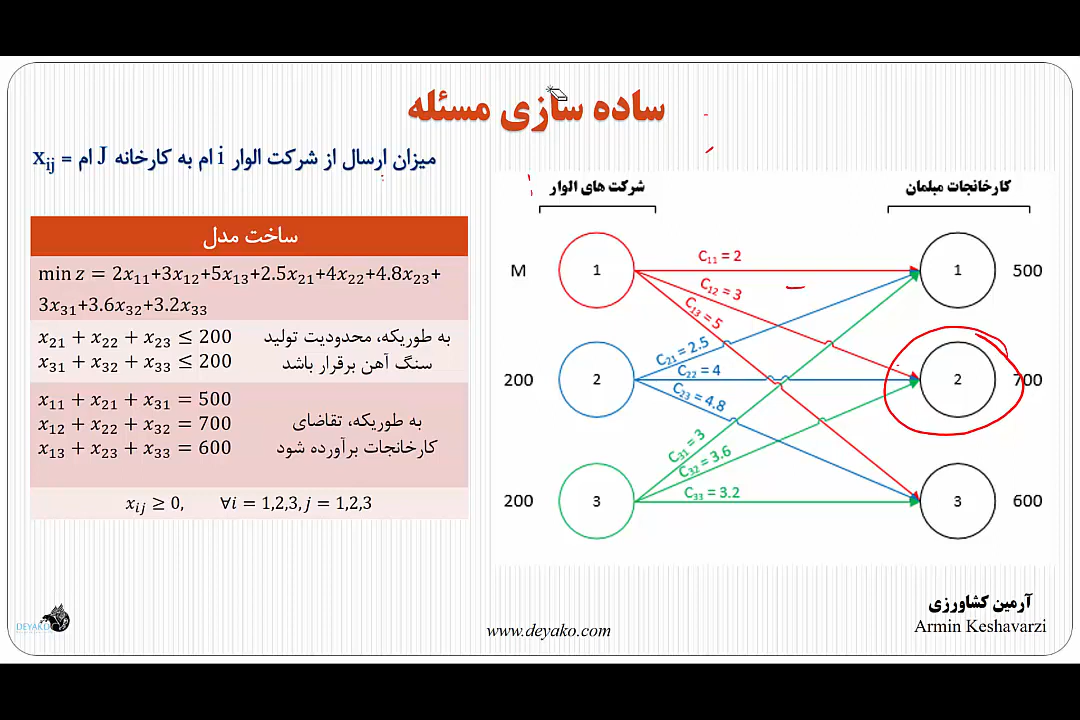 ساده سازی مسئله
میزان ارسال از شرکت الوار i ام به کارخانه J ام = x_ij
ساخت مدل
min z = 2x₁₁+3x₁₂+5x₁₃+2.5x₂₁+4x₂₂+4.8x₂₃+
3x₃₁+3.6x₃₂+3.2x₃₃
x₂₁ + x₂₂ + x₂₃ ≤ 200 به طوریکه، محدودیت تولید
x₃₁ + x₃₂ + x₃₃ ≤ 200 سنگ آهن برقرار باشد
x₁₁ + x₂₁ + x₃₁ = 500
x₁₂ + x₂₂ + x₃₂ = 700 به طوریکه، تقاضای
x₁₃ + x₂₃ + x₃₃ = 600 کارخانجات برآورده شود
x_ij ≥ 0, ∀i = 1,2,3, j = 1,2,3
شرکت های الوار
کارخانجات مبلمان
M 1 C₁₁ = 2 1 500
C₁₂ = 3
C₁₃ = 5
C₂₁ = 2.5
200 2 C₂₂ = 4 2 700
C₂₃ = 4.8
C₃₁ = 3
C₃₂ = 3.6
200 3 C₃₃ = 3.2 3 600
آرمین کشاورزی
Armin Keshavarzi
www.deyako.com
DEYAKO